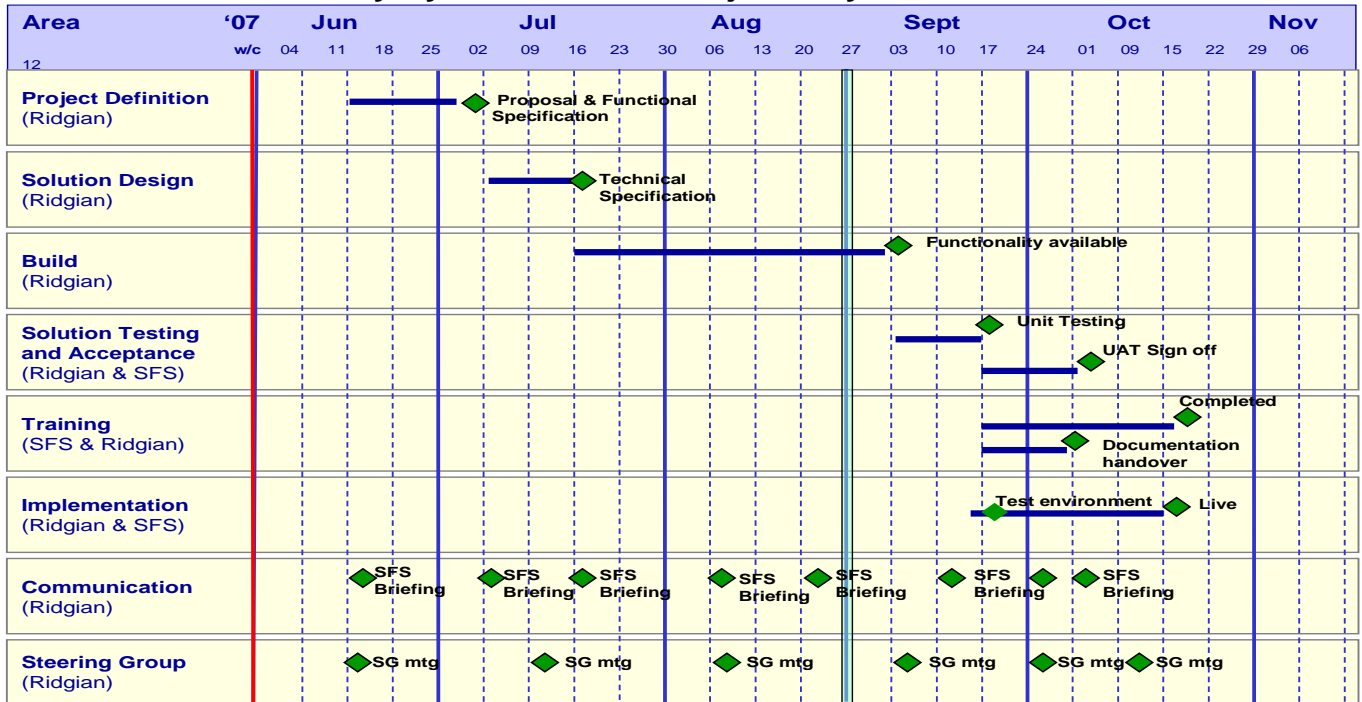 Area '07 Jun Jul Aug Sept Oct Nov
w/c 04 11 18 25 02 09 16 23 30 06 13 20 27 03 10 17 24 01 09 15 22 29 06
12
Project Definition
(Ridgian)
Proposal & Functional
Specification
Solution Design
(Ridgian)
Technical
Specification
Build
(Ridgian)
Functionality available
Solution Testing
and Acceptance
(Ridgian & SFS)
Unit Testing
UAT Sign off
Training
(SFS & Ridgian)
Completed
Documentation
handover
Implementation
(Ridgian & SFS)
Test environment
Live
Communication
(Ridgian)
SFS
Briefing
SFS
Briefing
SFS
Briefing
SFS
Briefing
SFS
Briefing
SFS
Briefing
SFS
Briefing
Steering Group
(Ridgian)
SG mtg SG mtg SG mtg SG mtg SG mtg SG mtg